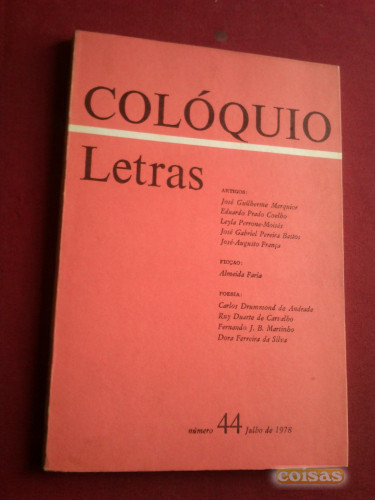 COLÓQUIO
Letras
ARTIGOS:
José Guilherme Merquior
Eduardo Prado Coelho
Leyla Perrone-Moisés
José Gabriel Pereira Bastos
José-Augusto França
FICÇÃO:
Almeida Faria
POESIA:
Carlos Drummond de Andrade
Ruy Duarte de Carvalho
Fernando J. B. Martinho
Dora Ferreira da Silva
número 44 Julho de 1978
coisas